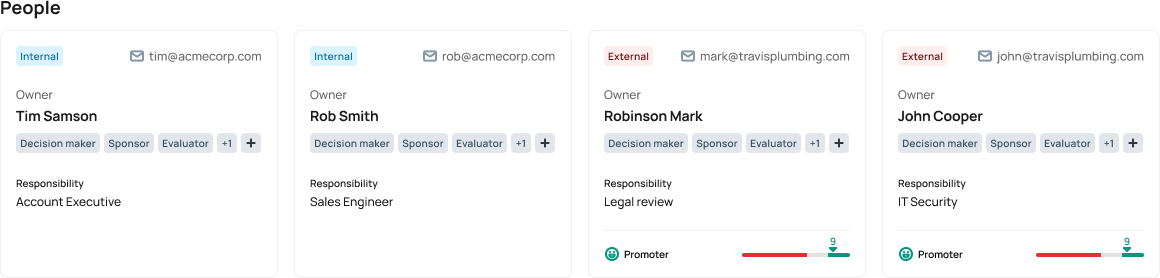 People
Internal
tim@acmecorp.com
Owner
Tim Samson
Decision maker Sponsor Evaluator +1 +
Responsibility
Account Executive
Internal
rob@acmecorp.com
Owner
Rob Smith
Decision maker Sponsor Evaluator +1 +
Responsibility
Sales Engineer
External
mark@travisplumbing.com
Owner
Robinson Mark
Decision maker Sponsor Evaluator +1 +
Responsibility
Legal review
Promoter
9
External
john@travisplumbing.com
Owner
John Cooper
Decision maker Sponsor Evaluator +1 +
Responsibility
IT Security
Promoter
9